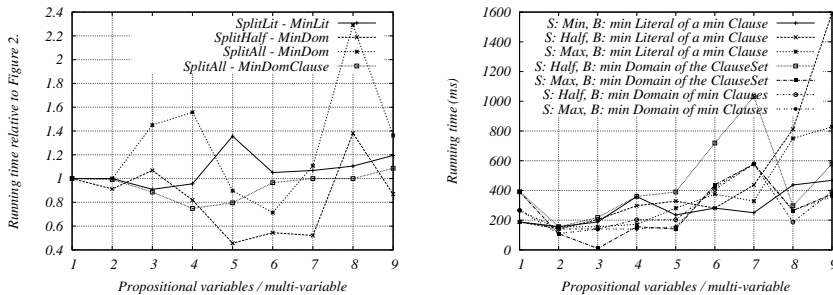 Running time relative to Figure 2.
2.4
2.2
2
1.8
1.6
1.4
1.2
1
0.8
0.6
0.4
SplitLit - MinLit
SplitHalf - MinDom
SplitAll - MinDom
SplitAll - MinDomClause
1 2 3 4 5 6 7 8 9
Propositional variables / multi-variable
Running time (ms)
1600
1400
1200
1000
800
600
400
200
0
S: Min, B: min Literal of a min Clause
S: Half, B: min Literal of a min Clause
S: Max, B: min Literal of a min Clause
S: Half, B: min Domain of the ClauseSet
S: Max, B: min Domain of the ClauseSet
S: Half, B: min Domain of min Clauses
S: Max, B: min Domain of min Clauses
1 2 3 4 5 6 7 8 9
Propositional variables / multi-variable